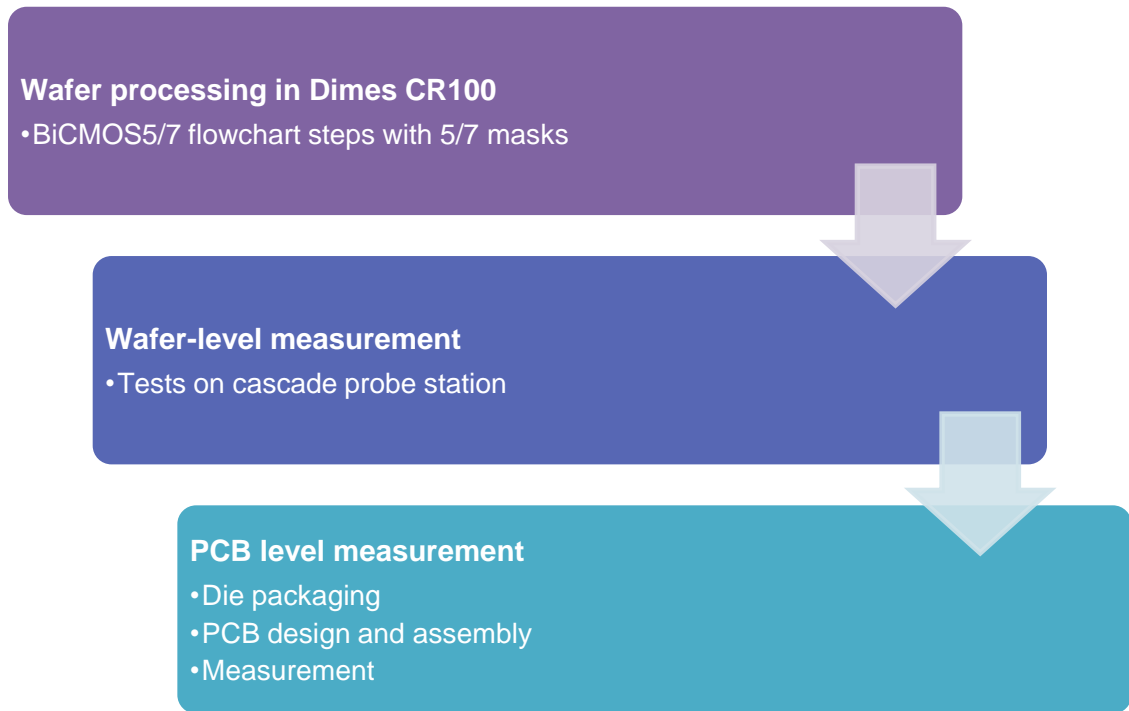 Wafer processing in Dimes CR100
•BiCMOS5/7 flowchart steps with 5/7 masks
Wafer-level measurement
•Tests on cascade probe station
PCB level measurement
•Die packaging
•PCB design and assembly
•Measurement